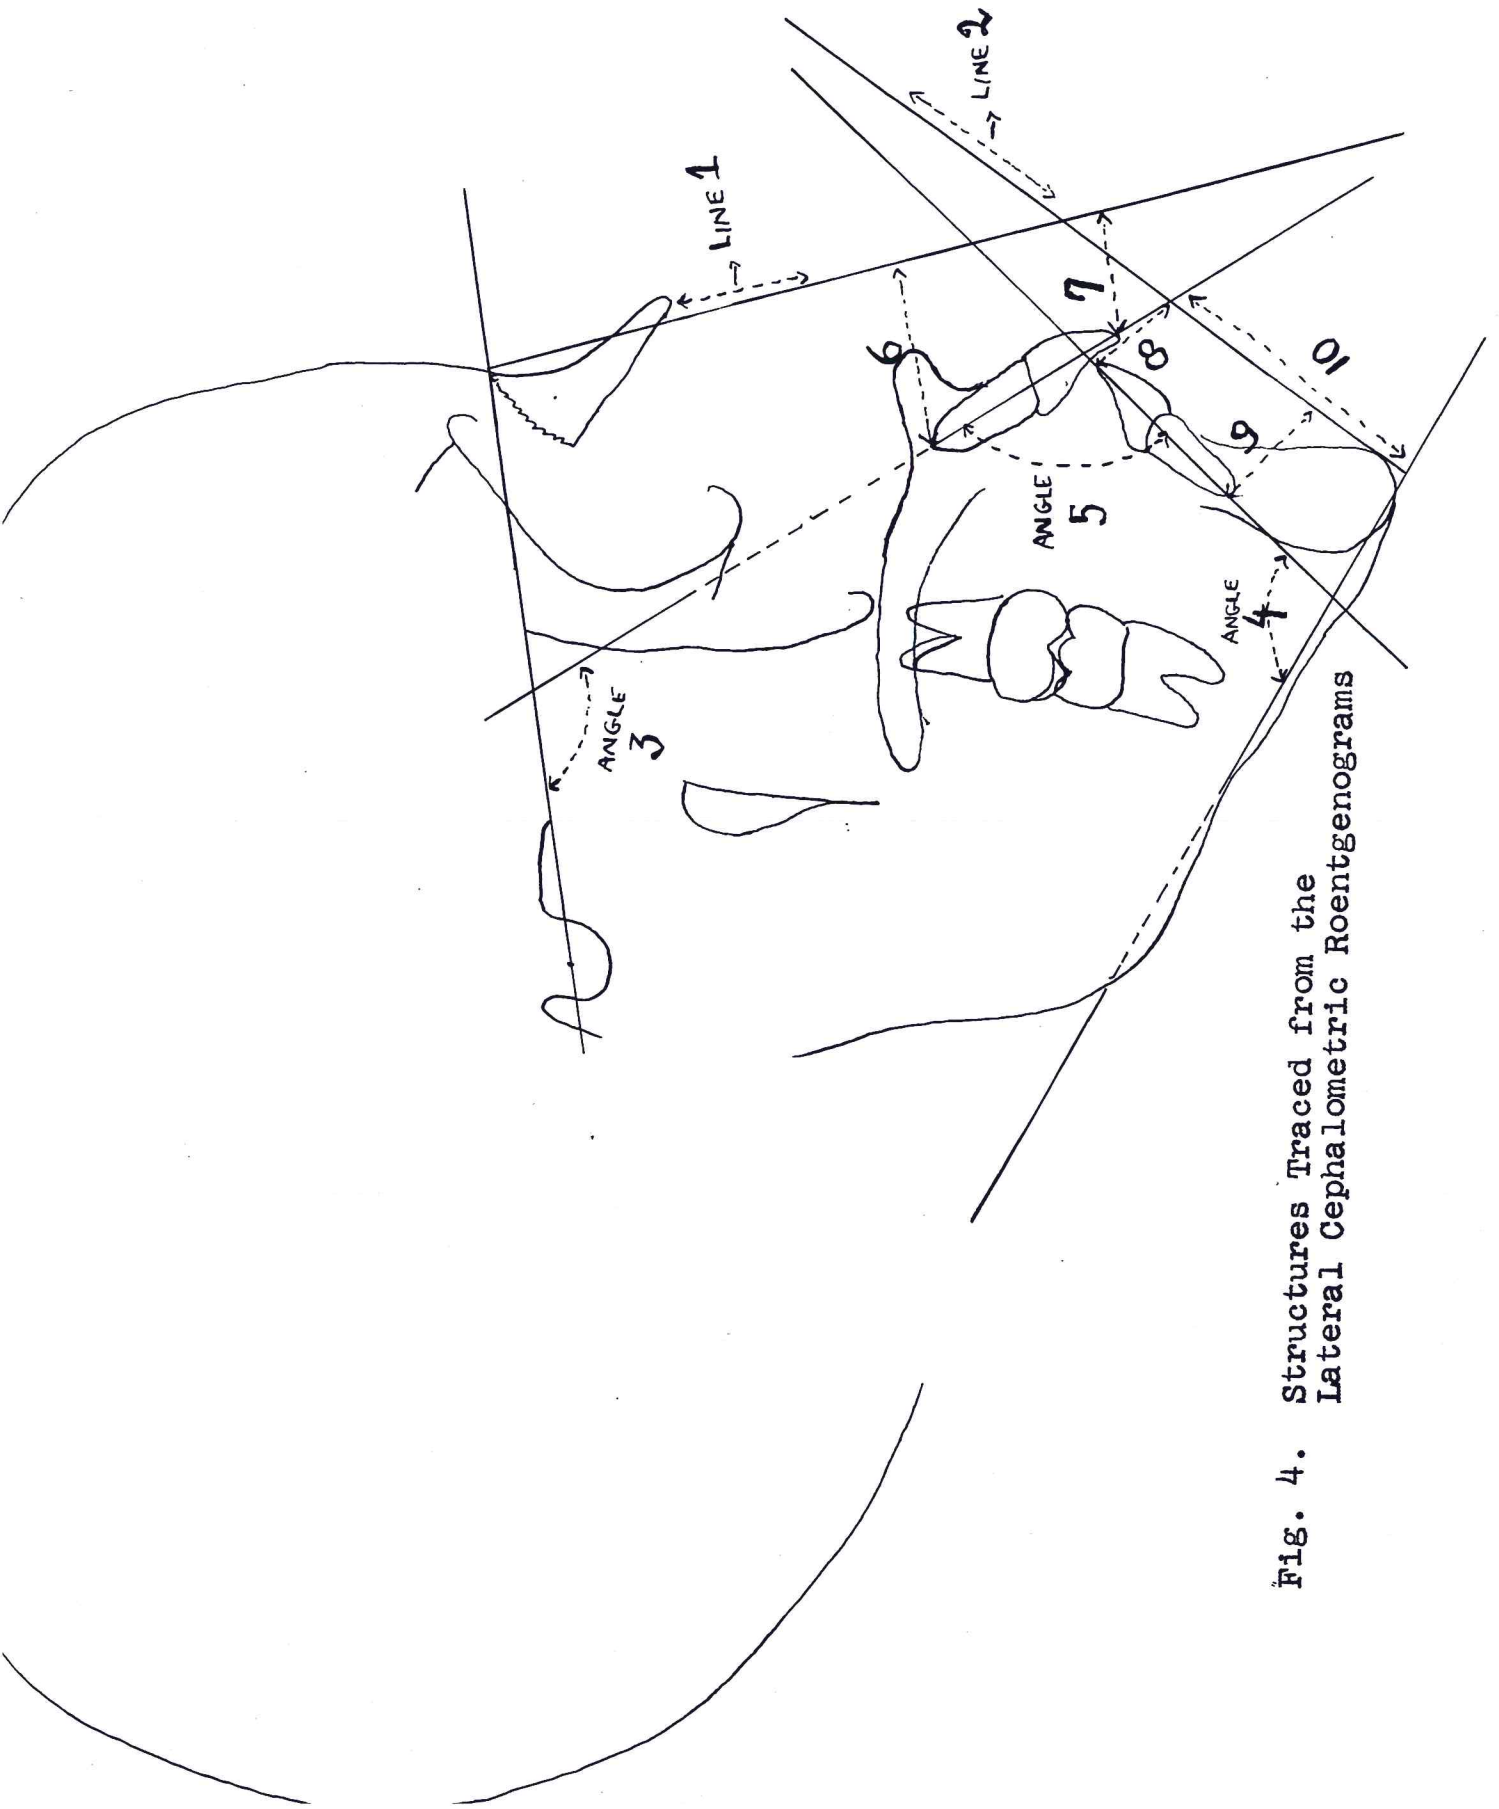 LINE 1
LINE 2
ANGLE
3
6
7
8
ANGLE
5
9
10
ANGLE
4
Fig. 4. Structures Traced from the
Lateral Cephalometric Roentgenograms